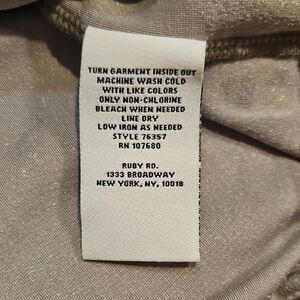 TURN GARMENT INSIDE OUT
MACHINE WASH COLD
WITH LIKE COLORS
ONLY NON-CHLORINE
BLEACH WHEN NEEDED
LINE DRY
LOW IRON AS NEEDED
STYLE 76357
RN 107680
RUBY RD.
1333 BROADWAY
NEW YORK, NY, 10018